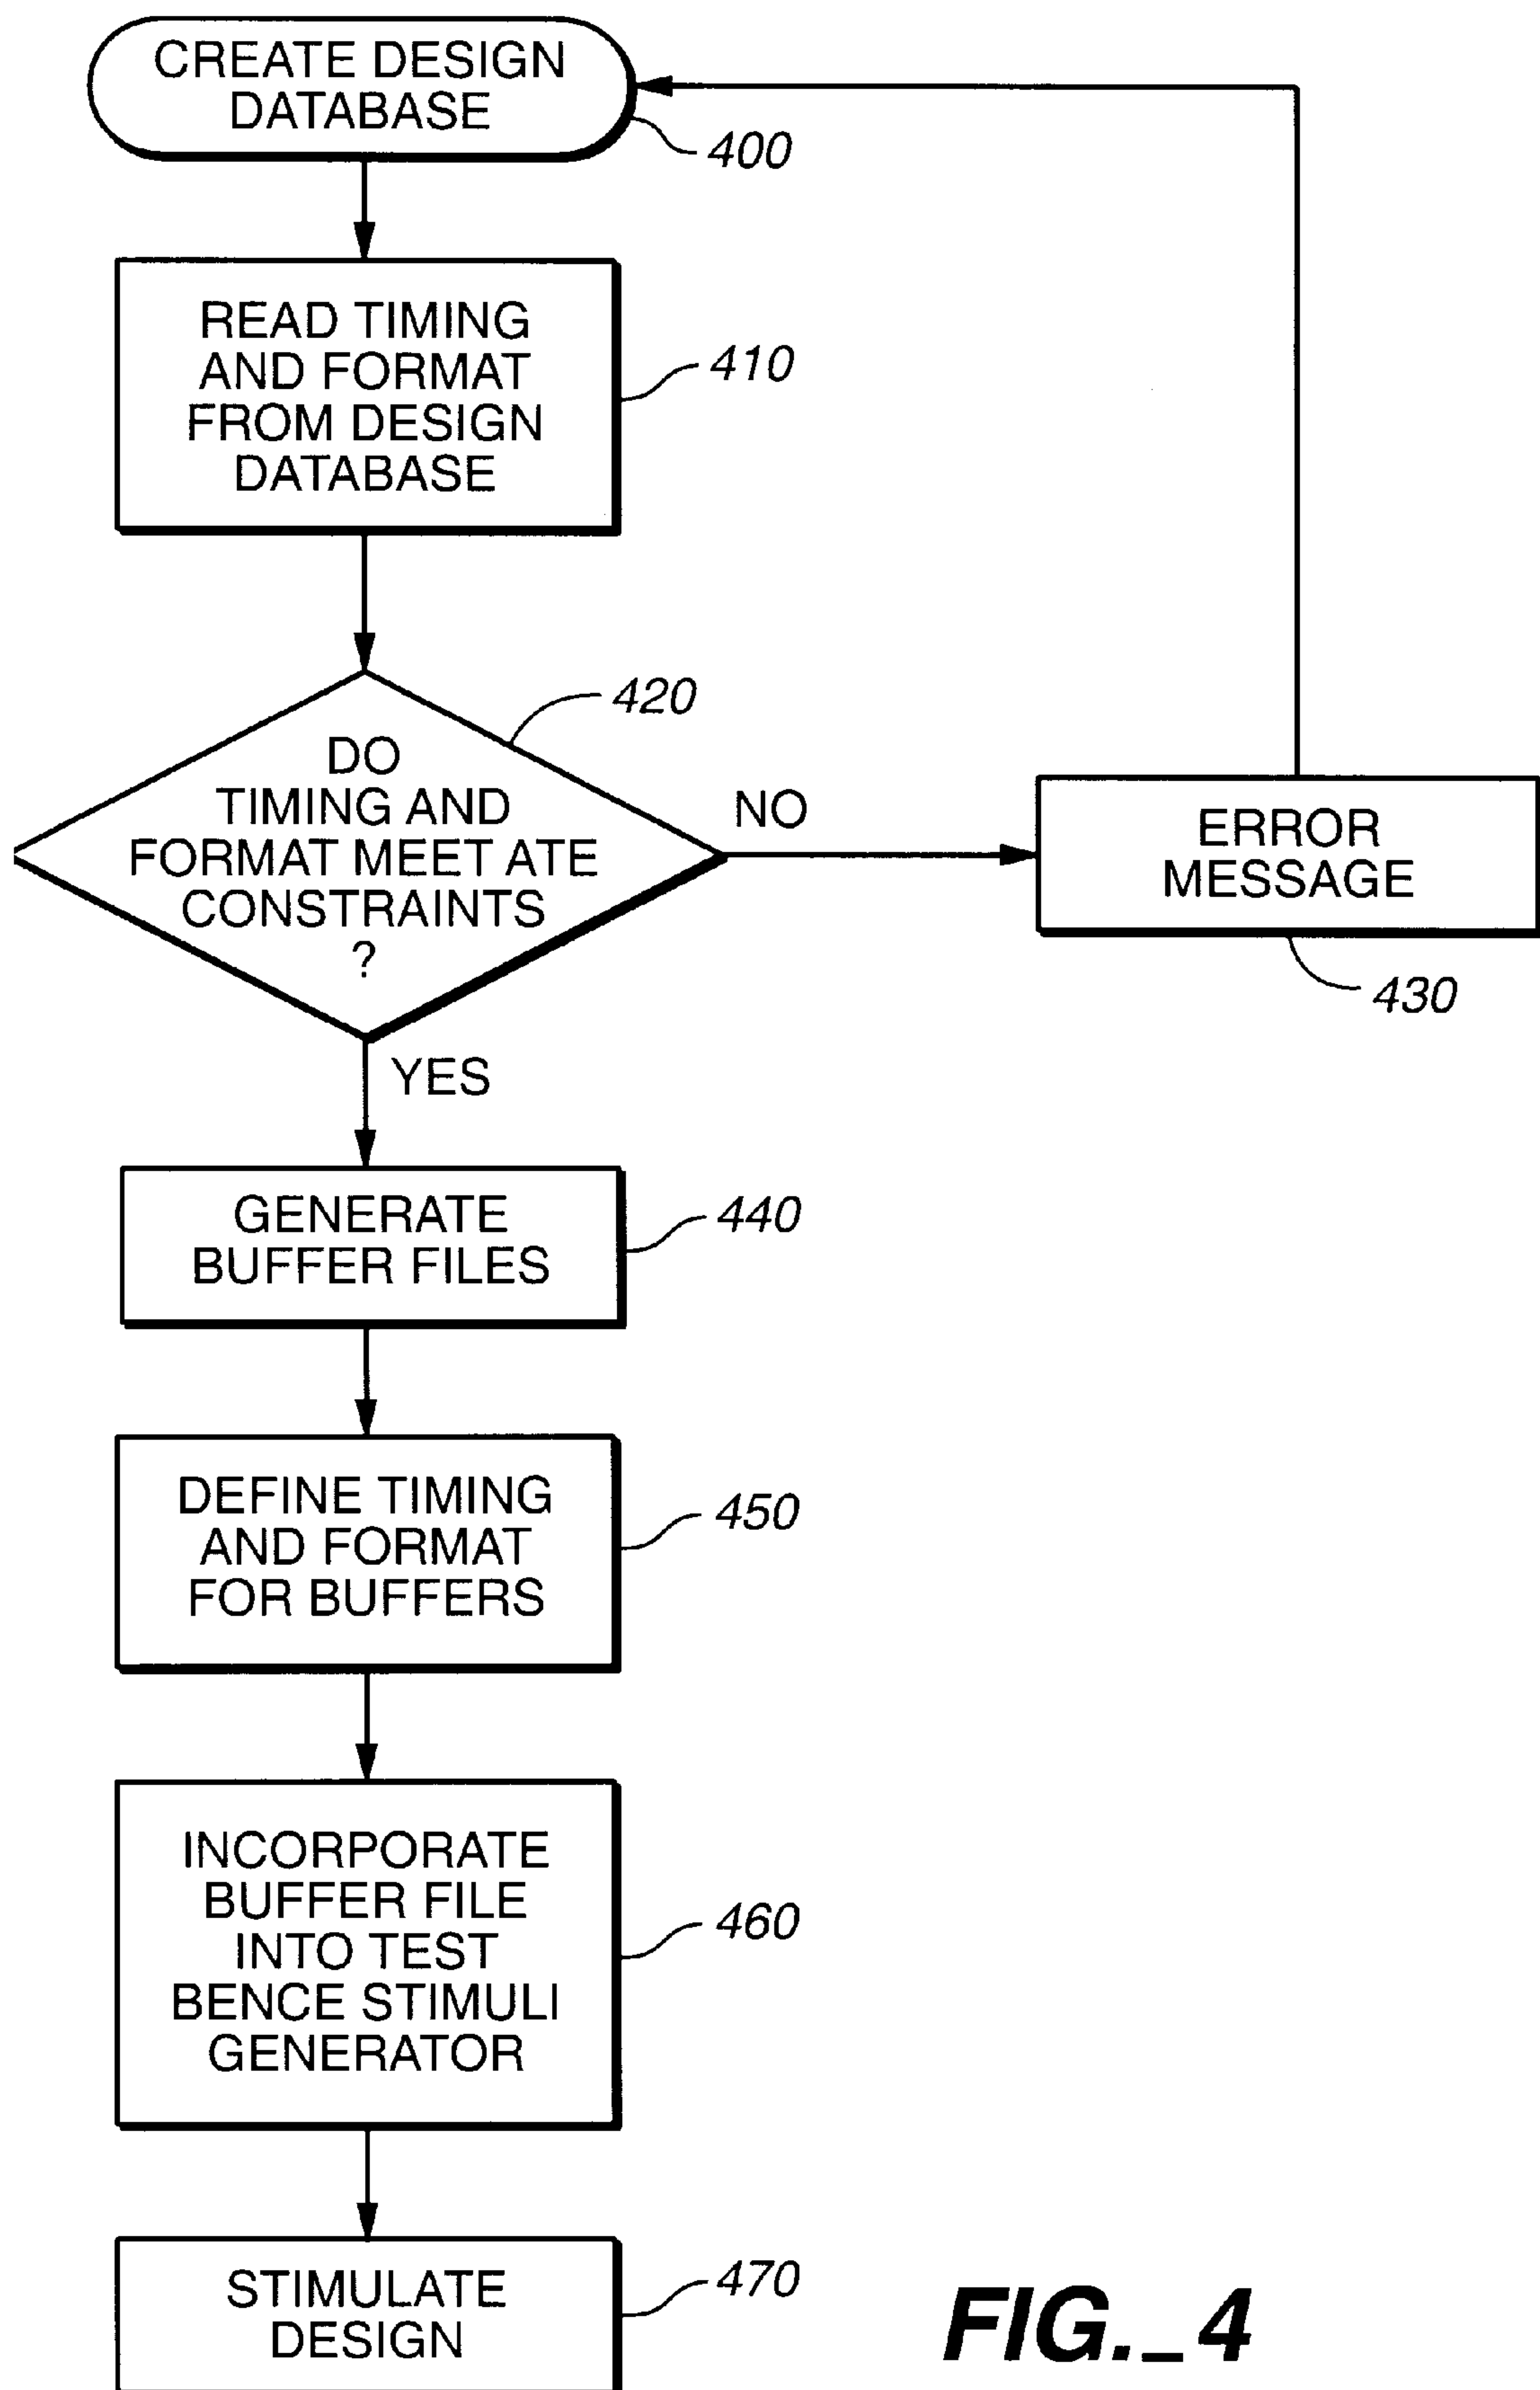 CREATE DESIGN
DATABASE
400
READ TIMING
AND FORMAT
FROM DESIGN
DATABASE
410
420
DO
TIMING AND
FORMAT MEET ATE
CONSTRAINTS
?
NO
ERROR
MESSAGE
430
YES
GENERATE
BUFFER FILES
440
DEFINE TIMING
AND FORMAT
FOR BUFFERS
450
INCORPORATE
BUFFER FILE
INTO TEST
BENCE STIMULI
GENERATOR
460
STIMULATE
DESIGN
470
FIG._4